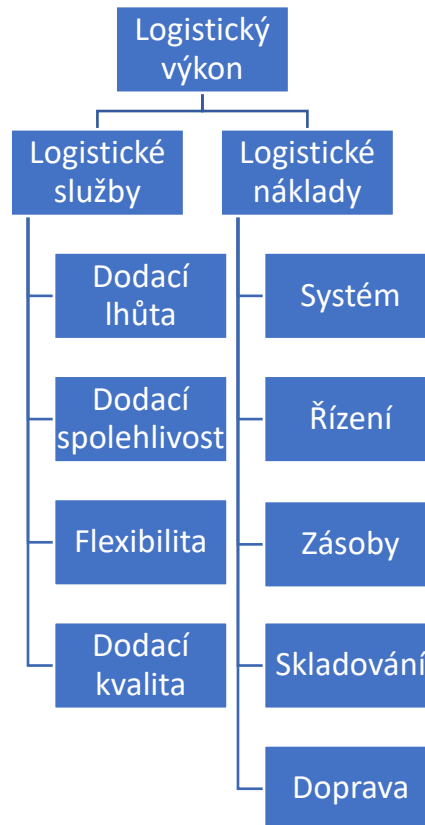 Logistický
výkon
Logistické
služby
Logistické
náklady
Dodací
lhůta
Systém
Dodací
spolehlivost
Řízení
Flexibilita
Zásoby
Dodací
kvalita
Skladování
Doprava